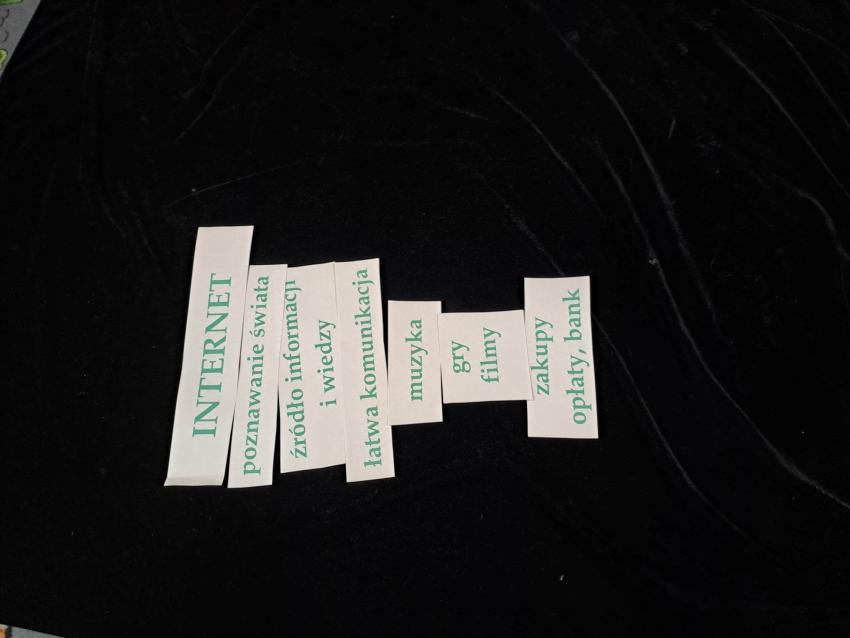 INTERNET
poznawanie świata
źródło informacji
i wiedzy
łatwa komunikacja
muzyka
gry
filmy
zakupy
opłaty, bank